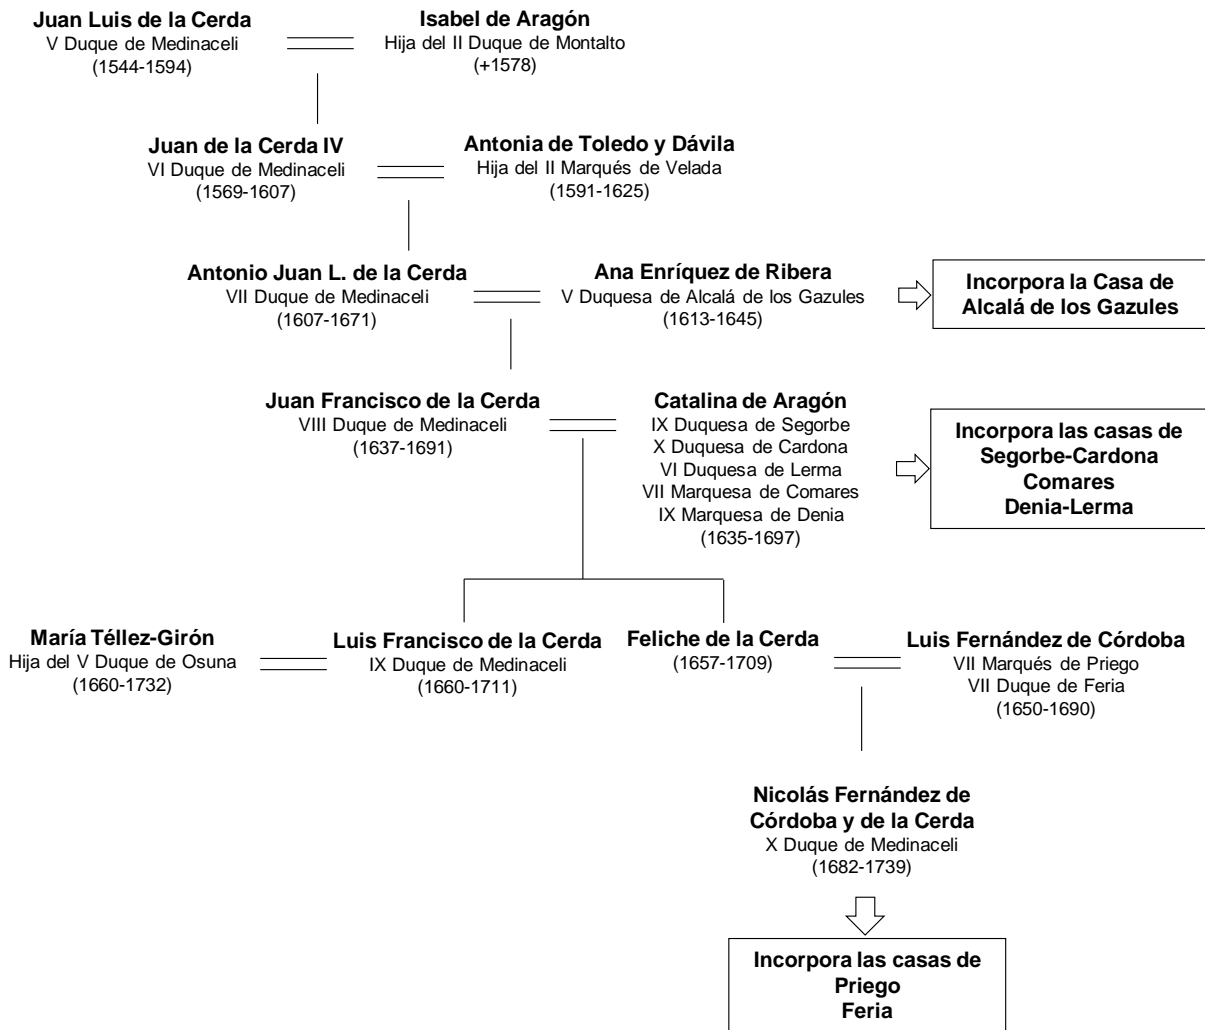 Juan Luis de la Cerda
V Duque de Medinaceli
(1544-1594)
Isabel de Aragón
Hija del II Duque de Montalto
(+1578)
Juan de la Cerda IV
VI Duque de Medinaceli
(1569-1607)
Antonia de Toledo y Dávila
Hija del II Marqués de Velada
(1591-1625)
Antonio Juan L. de la Cerda
VII Duque de Medinaceli
(1607-1671)
Ana Enríquez de Ribera
V Duquesa de Alcalá de los Gazules
(1613-1645)
Incorpora la Casa de
Alcalá de los Gazules
Juan Francisco de la Cerda
VIII Duque de Medinaceli
(1637-1691)
Catalina de Aragón
IX Duquesa de Segorbe
X Duquesa de Cardona
VI Duquesa de Lerma
VII Marquesa de Comares
IX Marquesa de Denia
(1635-1697)
Incorpora las casas de
Segorbe-Cardona
Comares
Denia-Lerma
María Téllez-Girón
Hija del V Duque de Osuna
(1660-1732)
Luis Francisco de la Cerda
IX Duque de Medinaceli
(1660-1711)
Feliche de la Cerda
(1657-1709)
Luis Fernández de Córdoba
VII Marqués de Priego
VII Duque de Feria
(1650-1690)
Nicolás Fernández de
Córdoba y de la Cerda
X Duque de Medinaceli
(1682-1739)
Incorpora las casas de
Priego
Feria